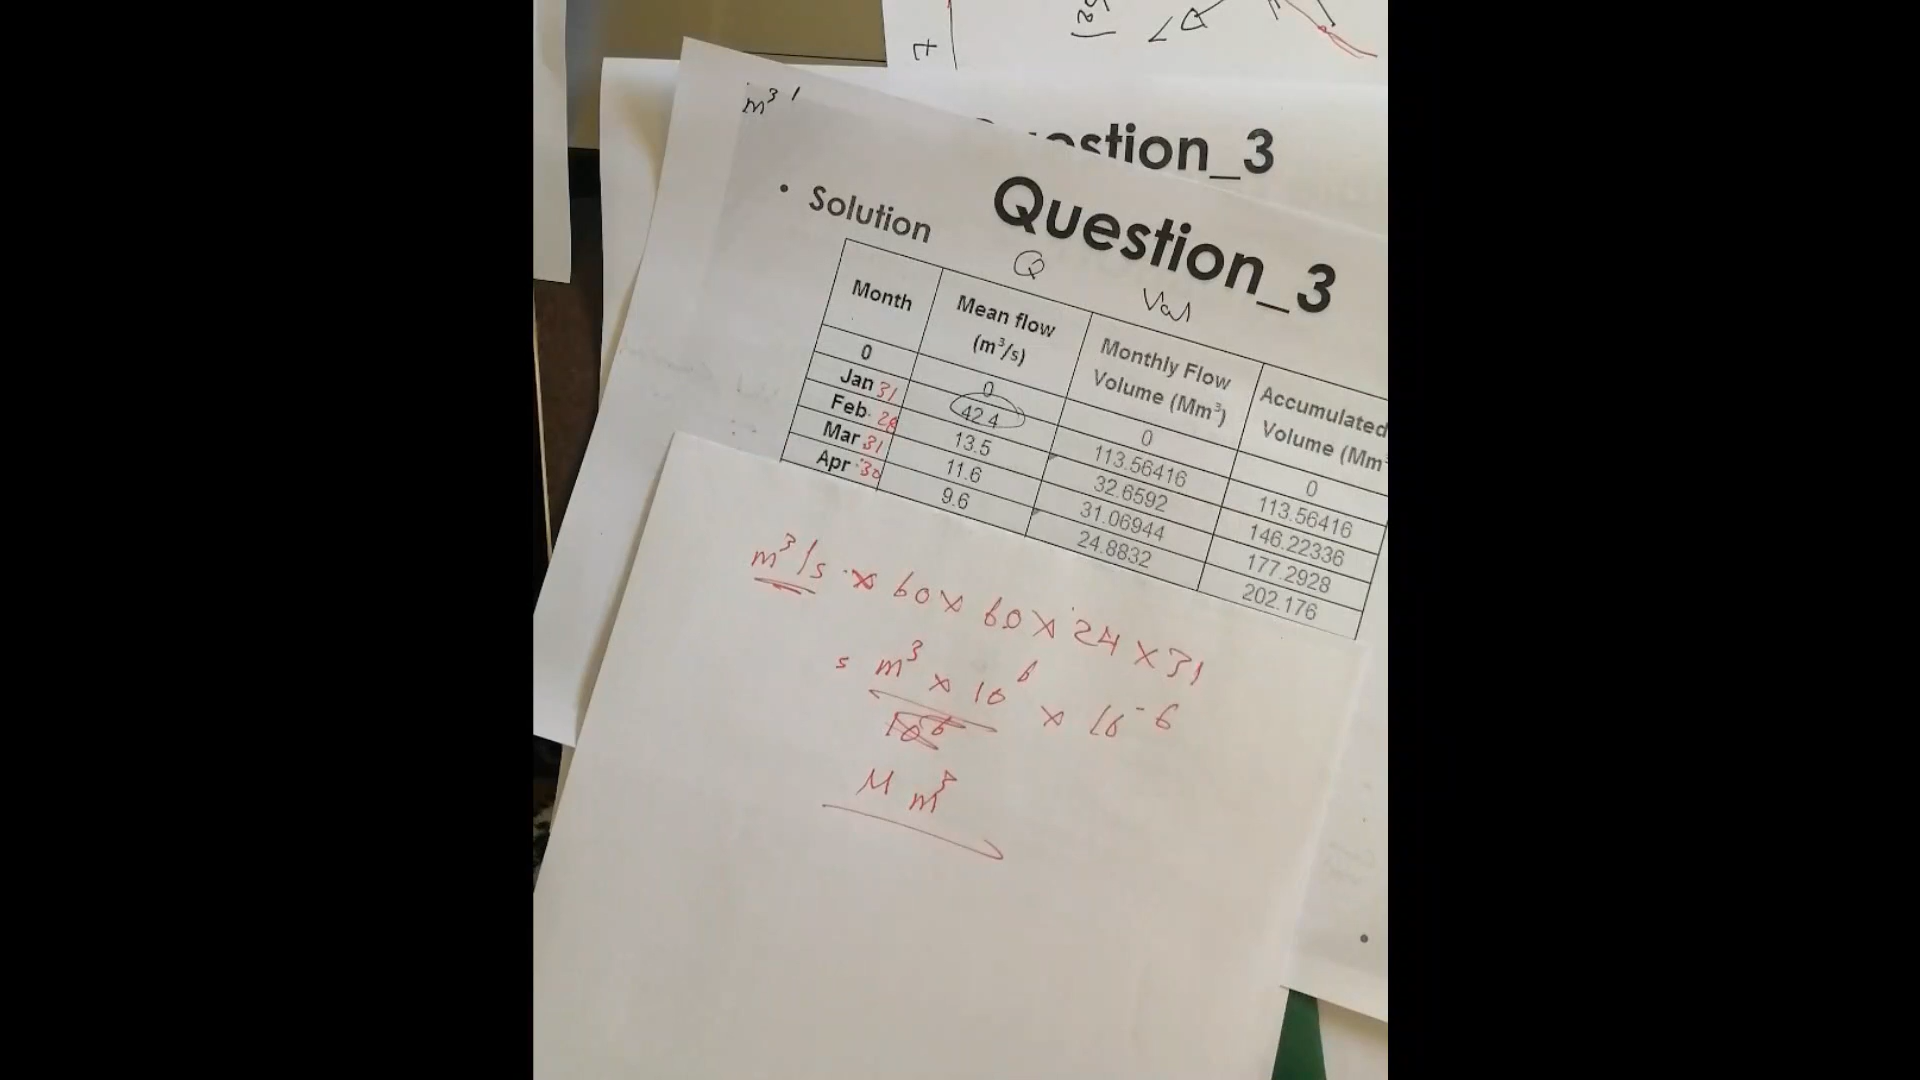 m³ /
estion_3
Question_3
• Solution
Q
Vol
Month Mean flow (m³/s) Monthly Flow Volume (Mm³) Accumulated Volume (Mm³
0 0 0 0
Jan 31 42.4 113.56416 113.56416
Feb 28 13.5 32.6592 146.22336
Mar 31 11.6 31.06944 177.2928
Apr 30 9.6 24.8832 202.176
m³/s × 60 × 60 × 24 × 31
= m³ × 10⁶ × 10⁻⁶
10⁶
M m³